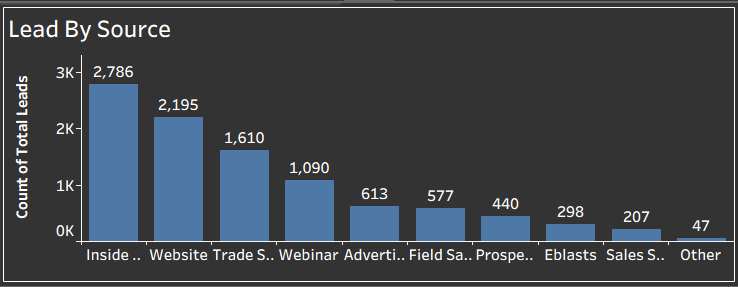 Lead By Source
Count of Total Leads
3K
2K
1K
0K
2,786
2,195
1,610
1,090
613
577
440
298
207
47
Inside .. Website Trade S.. Webinar Adverti.. Field Sa.. Prospe.. Eblasts Sales S.. Other